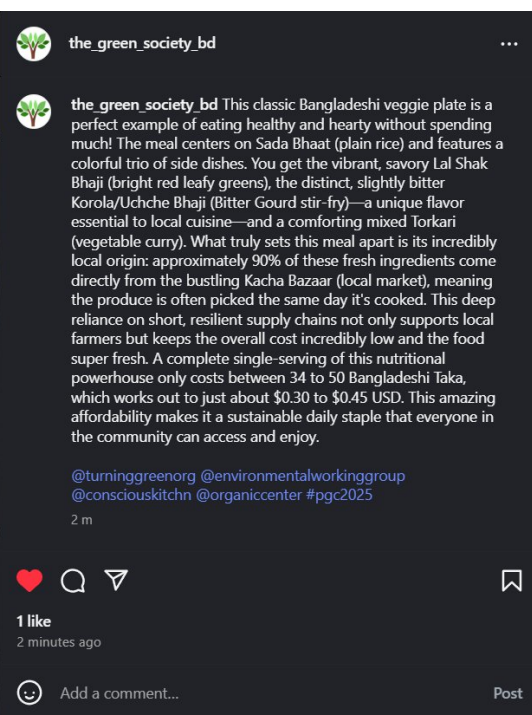 the_green_society_bd
the_green_society_bd This classic Bangladeshi veggie plate is a
perfect example of eating healthy and hearty without spending
much! The meal centers on Sada Bhaat (plain rice) and features a
colorful trio of side dishes. You get the vibrant, savory Lal Shak
Bhaji (bright red leafy greens), the distinct, slightly bitter
Korola/Uchche Bhaji (Bitter Gourd stir-fry)—a unique flavor
essential to local cuisine—and a comforting mixed Torkari
(vegetable curry). What truly sets this meal apart is its incredibly
local origin: approximately 90% of these fresh ingredients come
directly from the bustling Kacha Bazaar (local market), meaning
the produce is often picked the same day it's cooked. This deep
reliance on short, resilient supply chains not only supports local
farmers but keeps the overall cost incredibly low and the food
super fresh. A complete single-serving of this nutritional
powerhouse only costs between 34 to 50 Bangladeshi Taka,
which works out to just about $0.30 to $0.45 USD. This amazing
affordability makes it a sustainable daily staple that everyone in
the community can access and enjoy.
@turninggreenorg @environmentalworkinggroup
@consciouskitchn @organiccenter #pgc2025
2 m
1 like
2 minutes ago
Add a comment...
Post